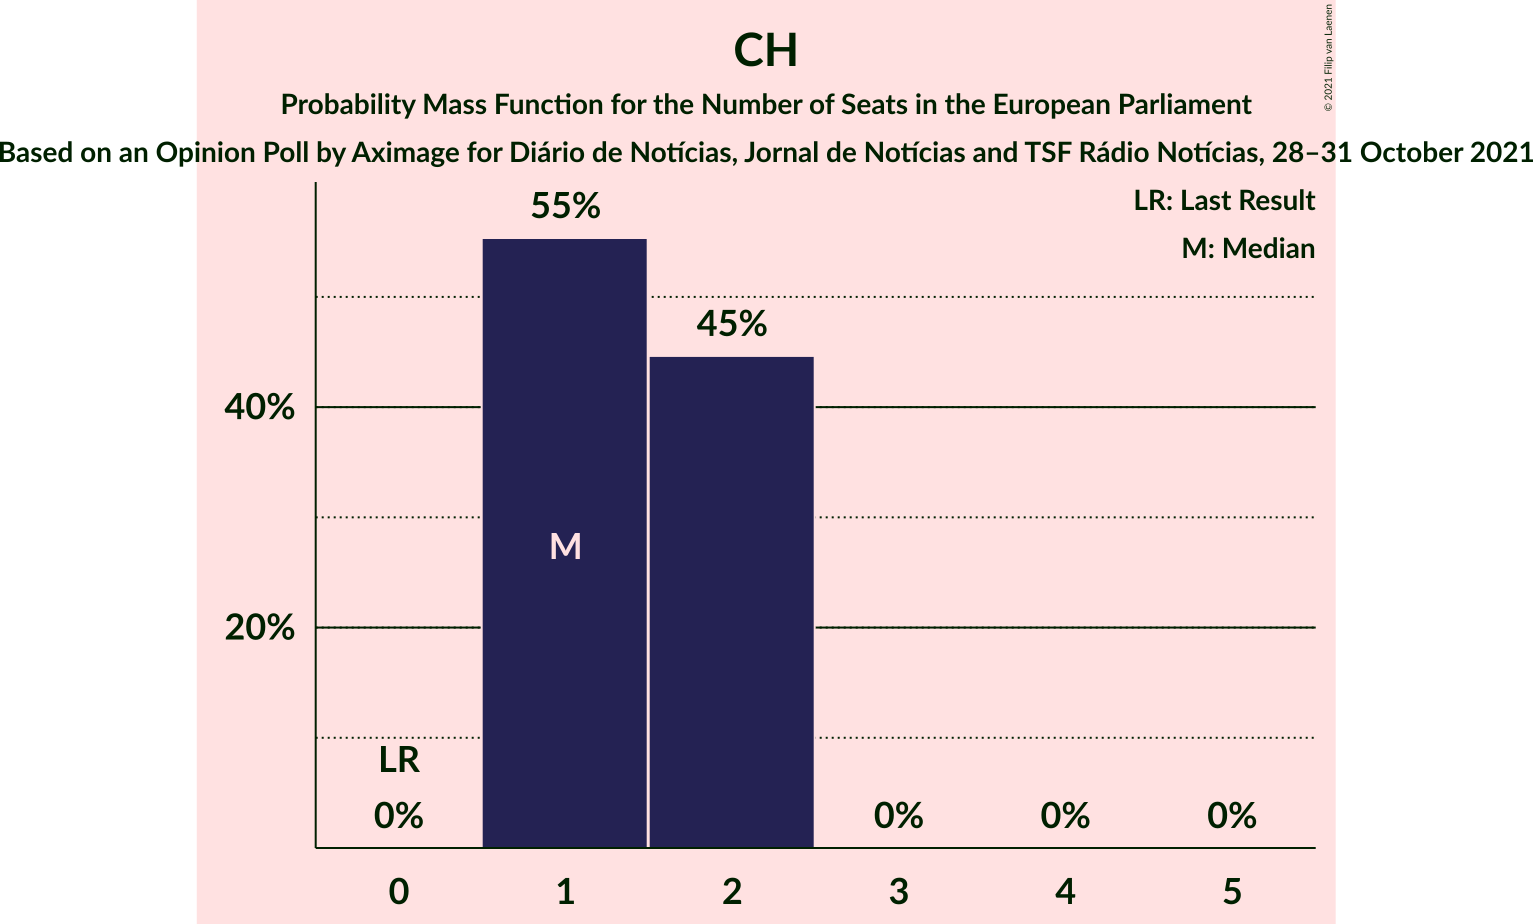 CH
Probability Mass Function for the Number of Seats in the European Parliament
Based on an Opinion Poll by Aximage for Diário de Notícias, Jornal de Notícias and TSF Rádio Notícias, 28–31 October 2021
© 2021 Filip van Laenen
LR: Last Result
M: Median
55%
45%
40%
M
20%
LR
0%
0%
0%
0%
0
1
2
3
4
5